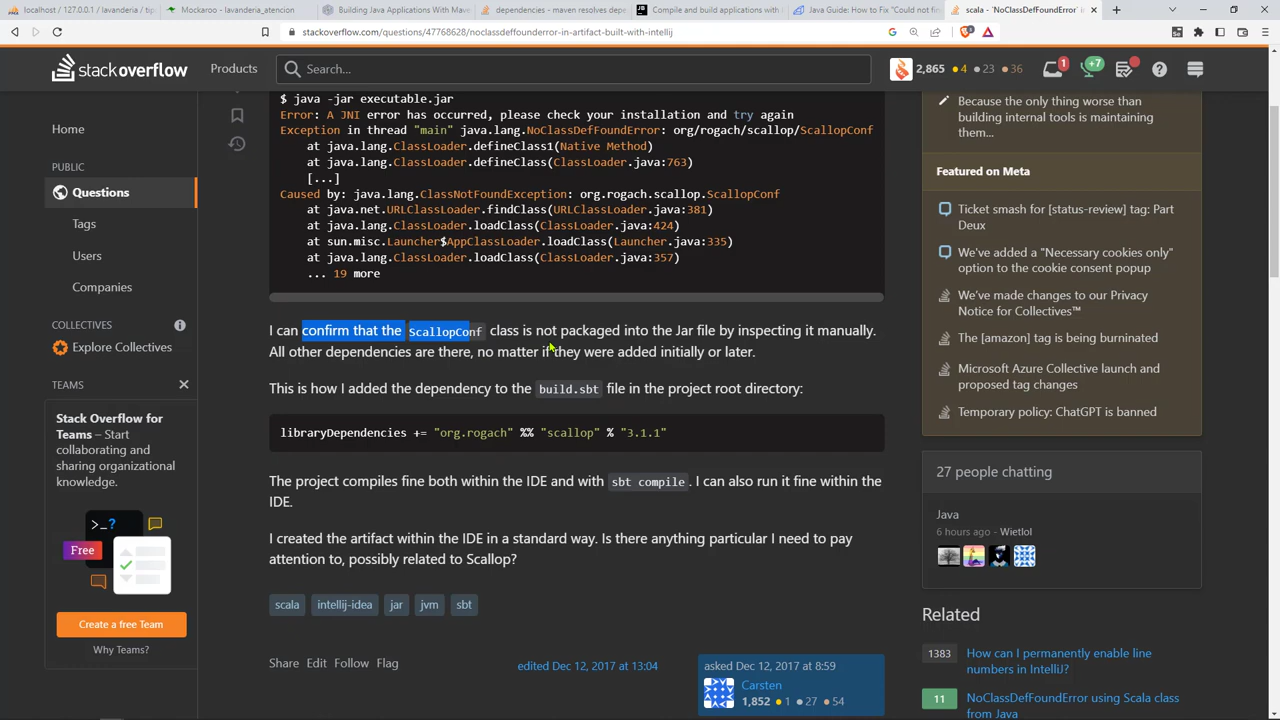 localhost / 127.0.0.1 / lavanderia / tip
Mockaroo - lavanderia_atencion
Building Java Applications With Mave
dependencies - maven resolves depe
Compile and build applications with
Java Guide: How to Fix "Could not fin
scala - `NoClassDefFoundError` in
stackoverflow.com/questions/47768628/noclassdeffounderror-in-artifact-built-with-intellij
stackoverflow
Products
Search...
2,865 4 23 36
1
+7
$ java -jar executable.jar
Error: A JNI error has occurred, please check your installation and try again
Exception in thread "main" java.lang.NoClassDefFoundError: org/rogach/scallop/ScallopConf
at java.lang.ClassLoader.defineClass1(Native Method)
at java.lang.ClassLoader.defineClass(ClassLoader.java:763)
[...]
Caused by: java.lang.ClassNotFoundException: org.rogach.scallop.ScallopConf
at java.net.URLClassLoader.findClass(URLClassLoader.java:381)
at java.lang.ClassLoader.loadClass(ClassLoader.java:424)
at sun.misc.Launcher$AppClassLoader.loadClass(Launcher.java:335)
at java.lang.ClassLoader.loadClass(ClassLoader.java:357)
... 19 more
I can confirm that the ScallopConf class is not packaged into the Jar file by inspecting it manually.
All other dependencies are there, no matter if they were added initially or later.
This is how I added the dependency to the build.sbt file in the project root directory:
libraryDependencies += "org.rogach" %% "scallop" % "3.1.1"
The project compiles fine both within the IDE and with sbt compile. I can also run it fine within the
IDE.
I created the artifact within the IDE in a standard way. Is there anything particular I need to pay
attention to, possibly related to Scallop?
scala
intellij-idea
jar
jvm
sbt
Share Edit Follow Flag
edited Dec 12, 2017 at 13:04
asked Dec 12, 2017 at 8:59
Carsten
1,852 1 27 54
Home
PUBLIC
Questions
Tags
Users
Companies
COLLECTIVES
Explore Collectives
TEAMS
Stack Overflow for
Teams – Start
collaborating and
sharing organizational
knowledge.
>_?
Free
Create a free Team
Why Teams?
Because the only thing worse than
building internal tools is maintaining
them...
Featured on Meta
Ticket smash for [status-review] tag: Part
Deux
We've added a "Necessary cookies only"
option to the cookie consent popup
We've made changes to our Privacy
Notice for Collectives™
The [amazon] tag is being burninated
Microsoft Azure Collective launch and
proposed tag changes
Temporary policy: ChatGPT is banned
27 people chatting
Java
6 hours ago - Wietlol
Related
1383
How can I permanently enable line
numbers in IntelliJ?
11
NoClassDefFoundError using Scala class
from Java